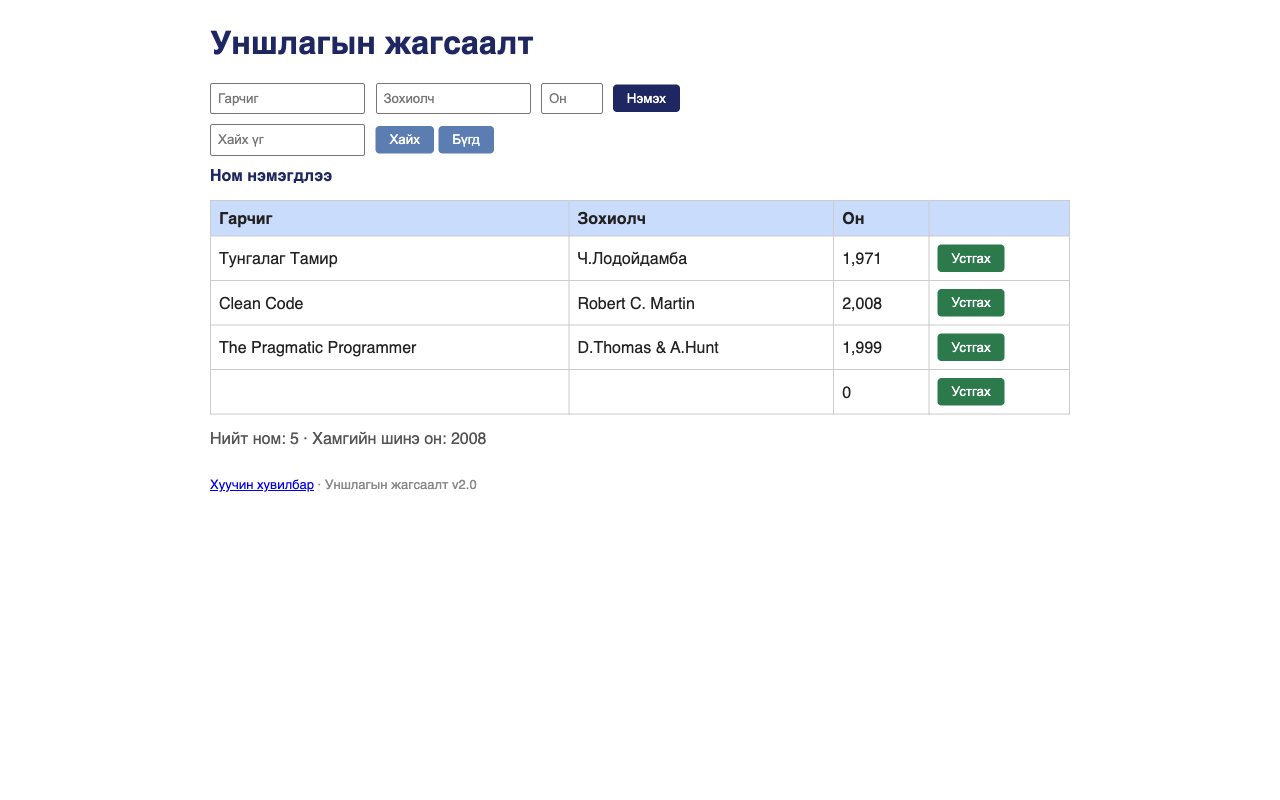 Уншлагын жагсаалт
Гарчиг Зохиолч Он Нэмэх
Хайх үг Хайх Бүгд
Ном нэмэгдлээ
Гарчиг Зохиолч Он
Тунгалаг Тамир Ч.Лодойдамба 1,971 Устгах
Clean Code Robert C. Martin 2,008 Устгах
The Pragmatic Programmer D.Thomas & A.Hunt 1,999 Устгах
0 Устгах
Нийт ном: 5 · Хамгийн шинэ он: 2008
Хуучин хувилбар · Уншлагын жагсаалт v2.0